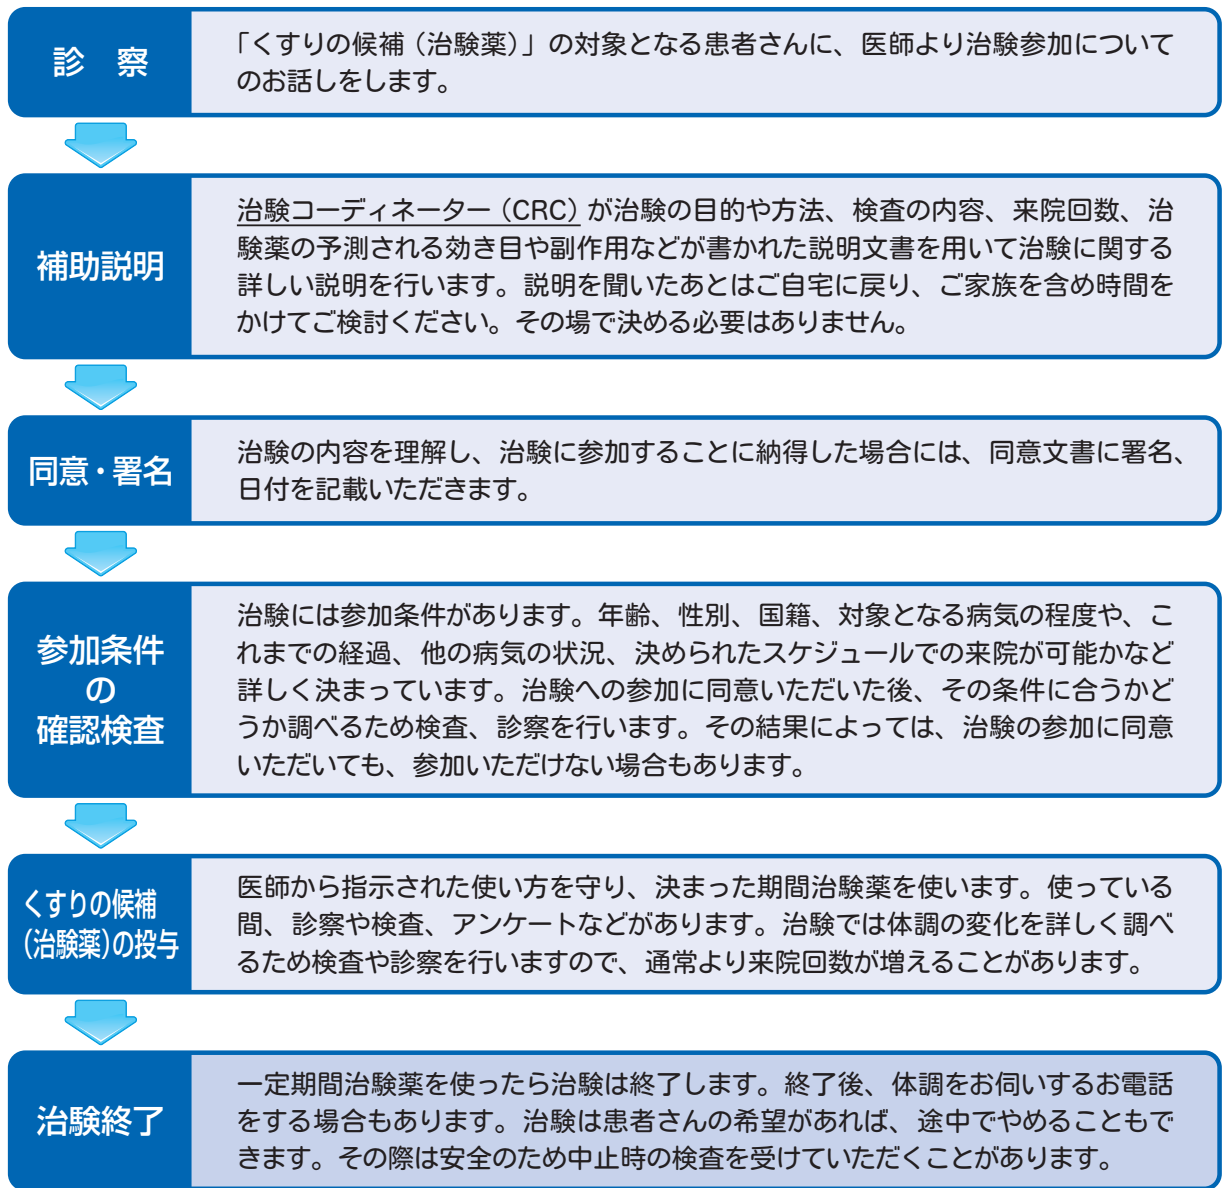 診 察
「くすりの候補（治験薬）」の対象となる患者さんに、医師より治験参加について
のお話しをします。
補助説明
治験コーディネーター（CRC）が治験の目的や方法、検査の内容、来院回数、治
験薬の予測される効き目や副作用などが書かれた説明文書を用いて治験に関する
詳しい説明を行います。説明を聞いたあとはご自宅に戻り、ご家族を含め時間を
かけてご検討ください。その場で決める必要はありません。
同意・署名
治験の内容を理解し、治験に参加することに納得した場合には、同意文書に署名、
日付を記載いただきます。
参加条件
の
確認検査
治験には参加条件があります。年齢、性別、国籍、対象となる病気の程度や、こ
れまでの経過、他の病気の状況、決められたスケジュールでの来院が可能かなど
詳しく決まっています。治験への参加に同意いただいた後、その条件に合うかど
うか調べるため検査、診察を行います。その結果によっては、治験の参加に同意
いただいても、参加いただけない場合もあります。
くすりの候補
（治験薬）の投与
医師から指示された使い方を守り、決まった期間治験薬を使います。使っている
間、診察や検査、アンケートなどがあります。治験では体調の変化を詳しく調べ
るため検査や診察を行いますので、通常より来院回数が増えることがあります。
治験終了
一定期間治験薬を使ったら治験は終了します。終了後、体調をお伺いするお電話
をする場合もあります。治験は患者さんの希望があれば、途中でやめることもで
きます。その際は安全のため中止時の検査を受けていただくことがあります。